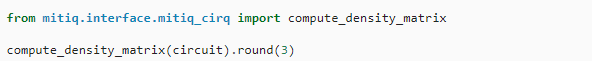 from mitiq.interface.mitiq_cirq import compute_density_matrix
compute_density_matrix(circuit).round(3)